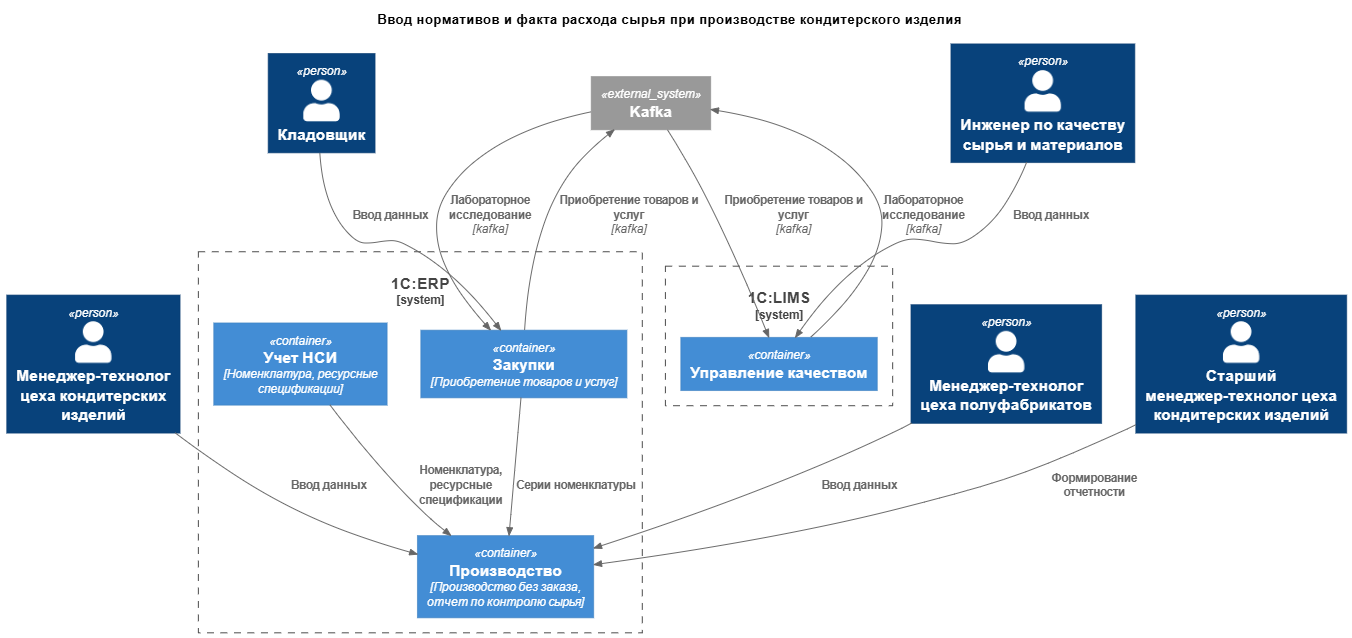 Ввод нормативов и факта расхода сырья при производстве кондитерского изделия
«person»
Кладовщик
«external_system»
Kafka
«person»
Инженер по качеству
сырья и материалов
Ввод данных
Лабораторное
исследование
[kafka]
Приобретение товаров и
услуг
[kafka]
Приобретение товаров и
услуг
[kafka]
Лабораторное
исследование
[kafka]
Ввод данных
1C:ERP
[system]
1C:LIMS
[system]
«person»
Менеджер-технолог
цеха кондитерских
изделий
«container»
Учет НСИ
[Номенклатура, ресурсные
спецификации]
«container»
Закупки
[Приобретение товаров и услуг]
«container»
Управление качеством
«person»
Менеджер-технолог
цеха полуфабрикатов
«person»
Старший
менеджер-технолог цеха
кондитерских изделий
Ввод данных
Номенклатура,
ресурсные
спецификации
Серии номенклатуры
Ввод данных
Формирование
отчетности
«container»
Производство
[Производство без заказа,
отчет по контролю сырья]